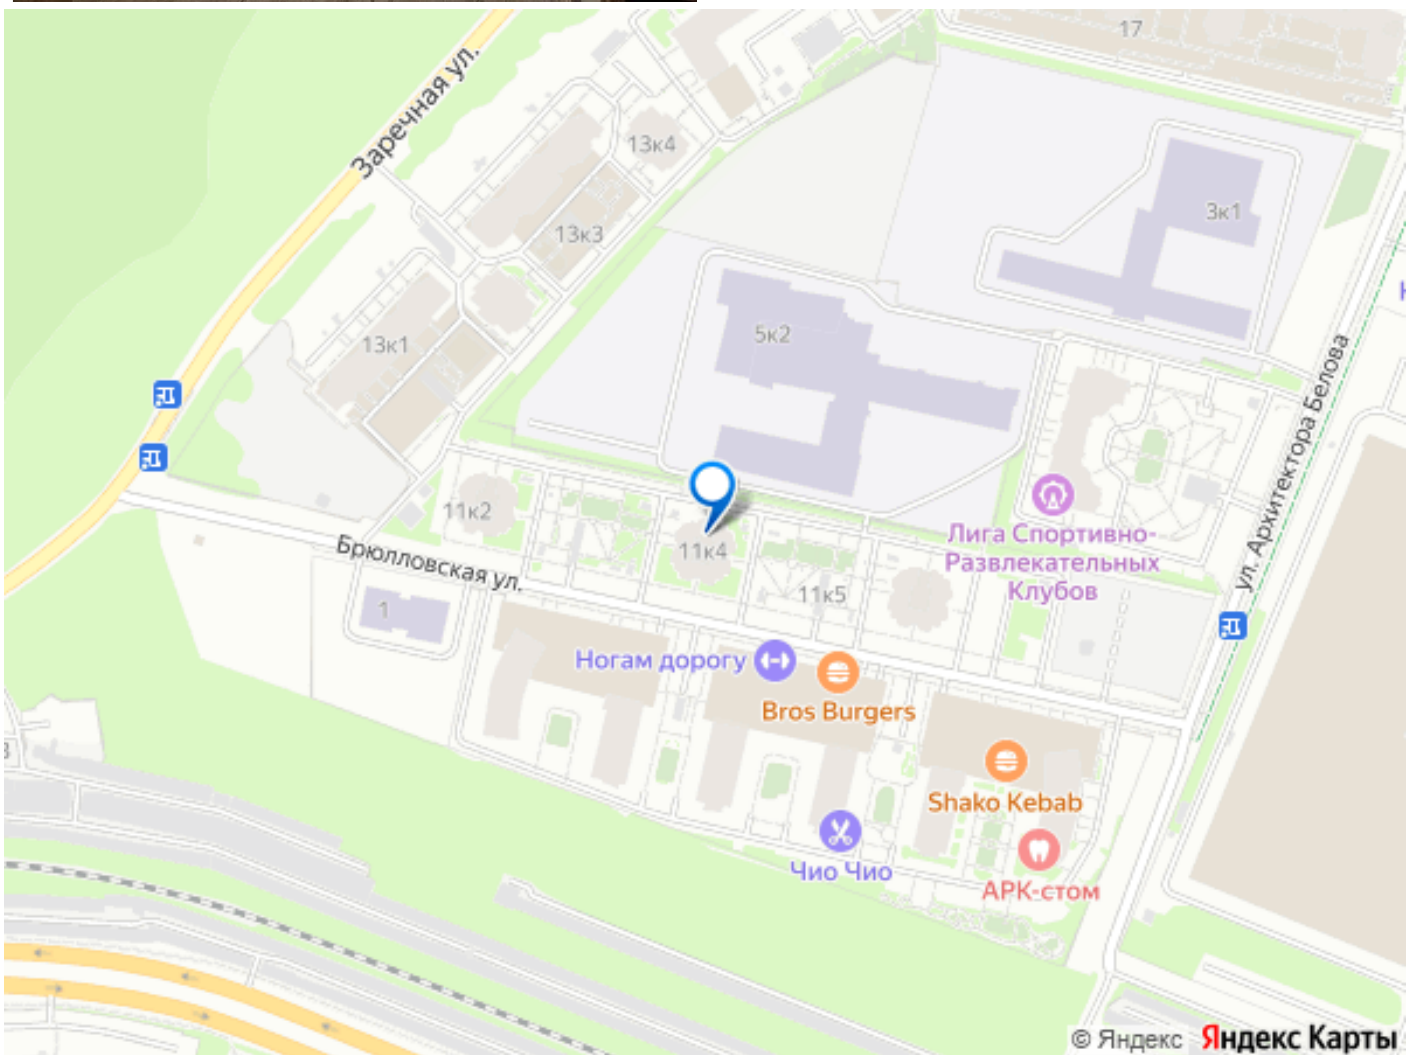 17
Заречная ул.
13к4
3к1
13к3
5к2
13к1
ул. Архитектора Белова
11к2
11к4
Лига Спортивно-
Развлекательных
Клубов
Брюлловская ул.
11к5
1
Ногам дорогу
Bros Burgers
Shako Kebab
Чио Чио
АРК-стом
© Яндекс Яндекс Карты